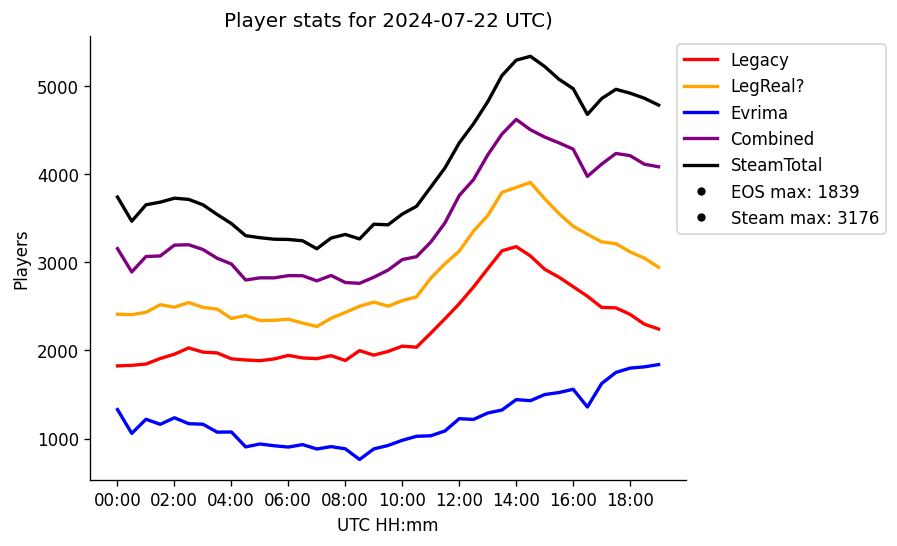 Player stats for 2024-07-22 UTC)
Players
5000
4000
3000
2000
1000
00:00 02:00 04:00 06:00 08:00 10:00 12:00 14:00 16:00 18:00
UTC HH:mm
Legacy
LegReal?
Evrima
Combined
SteamTotal
EOS max: 1839
Steam max: 3176